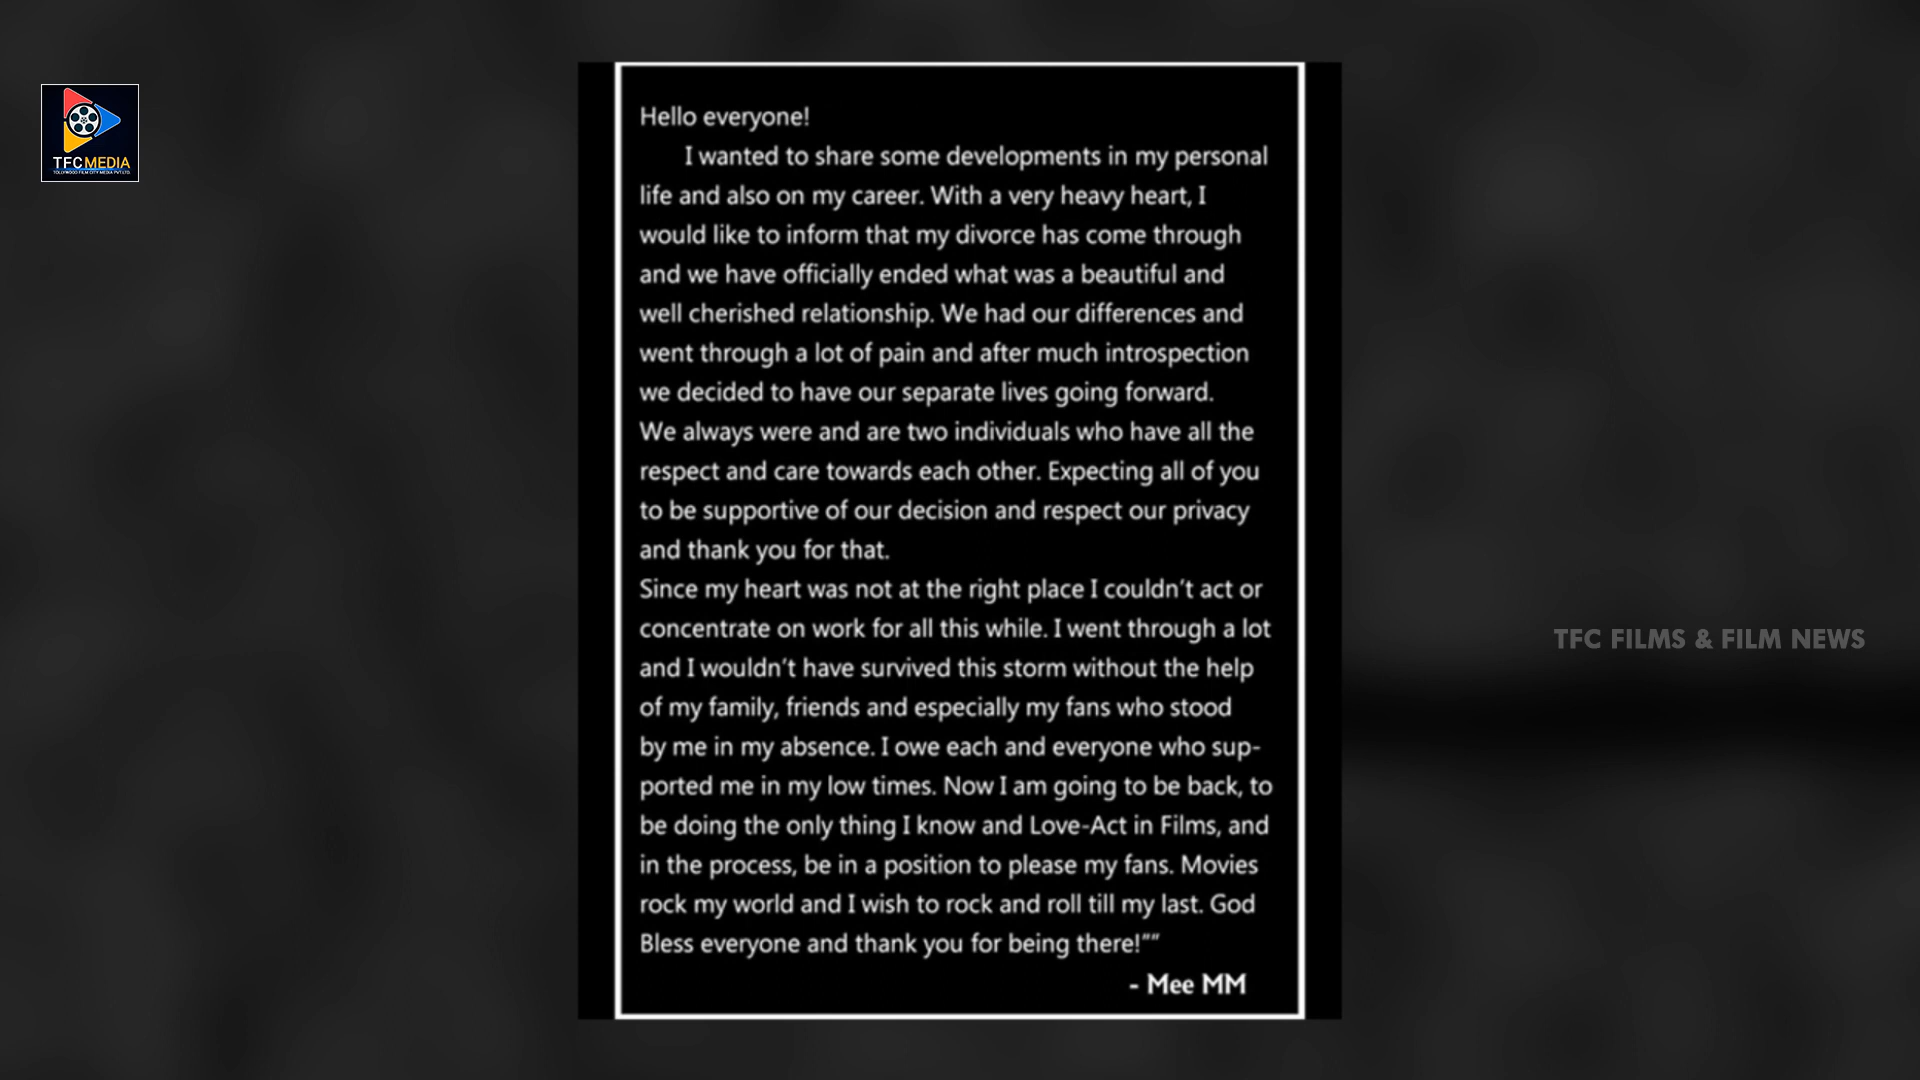 TFCMEDIA
TOLLYWOOD FILM CITY MEDIA PVT.LTD.
Hello everyone!
I wanted to share some developments in my personal
life and also on my career. With a very heavy heart, I
would like to inform that my divorce has come through
and we have officially ended what was a beautiful and
well cherished relationship. We had our differences and
went through a lot of pain and after much introspection
we decided to have our separate lives going forward.
We always were and are two individuals who have all the
respect and care towards each other. Expecting all of you
to be supportive of our decision and respect our privacy
and thank you for that.
Since my heart was not at the right place I couldn’t act or
concentrate on work for all this while. I went through a lot
and I wouldn’t have survived this storm without the help
of my family, friends and especially my fans who stood
by me in my absence. I owe each and everyone who sup-
ported me in my low times. Now I am going to be back, to
be doing the only thing I know and Love-Act in Films, and
in the process, be in a position to please my fans. Movies
rock my world and I wish to rock and roll till my last. God
Bless everyone and thank you for being there!””
- Mee MM
TFC FILMS & FILM NEWS